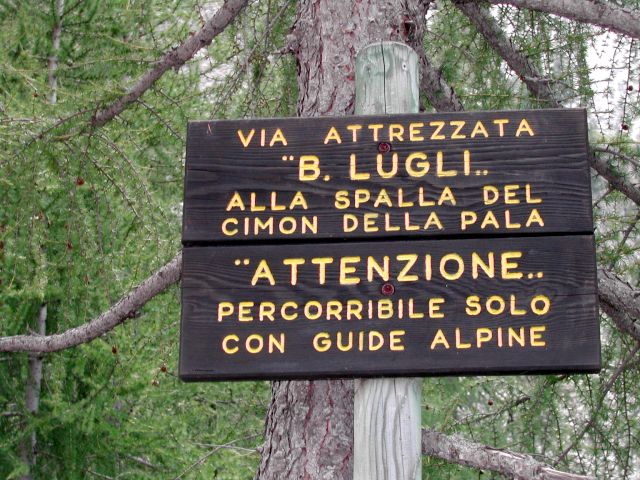 VIA ATTREZZATA
"B. LUGLI"
ALLA SPALLA DEL
CIMON DELLA PALA
"ATTENZIONE"
PERCORRIBILE SOLO
CON GUIDE ALPINE